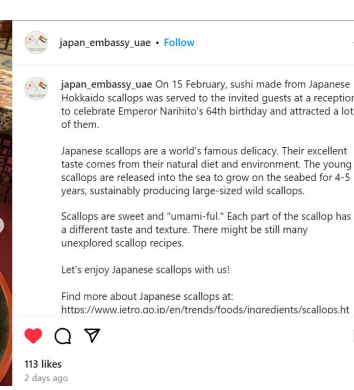 japan_embassy_uae • Follow
japan_embassy_uae On 15 February, sushi made from Japanese
Hokkaido scallops was served to the invited guests at a reception
to celebrate Emperor Narihito's 64th birthday and attracted a lot
of them.
Japanese scallops are a world's famous delicacy. Their excellent
taste comes from their natural diet and environment. The young
scallops are released into the sea to grow on the seabed for 4-5
years, sustainably producing large-sized wild scallops.
Scallops are sweet and "umami-ful." Each part of the scallop has
a different taste and texture. There might be still many
unexplored scallop recipes.
Let's enjoy Japanese scallops with us!
Find more about Japanese scallops at:
https://www.jetro.go.jp/en/trends/foods/ingredients/scallops.ht
113 likes
2 days ago